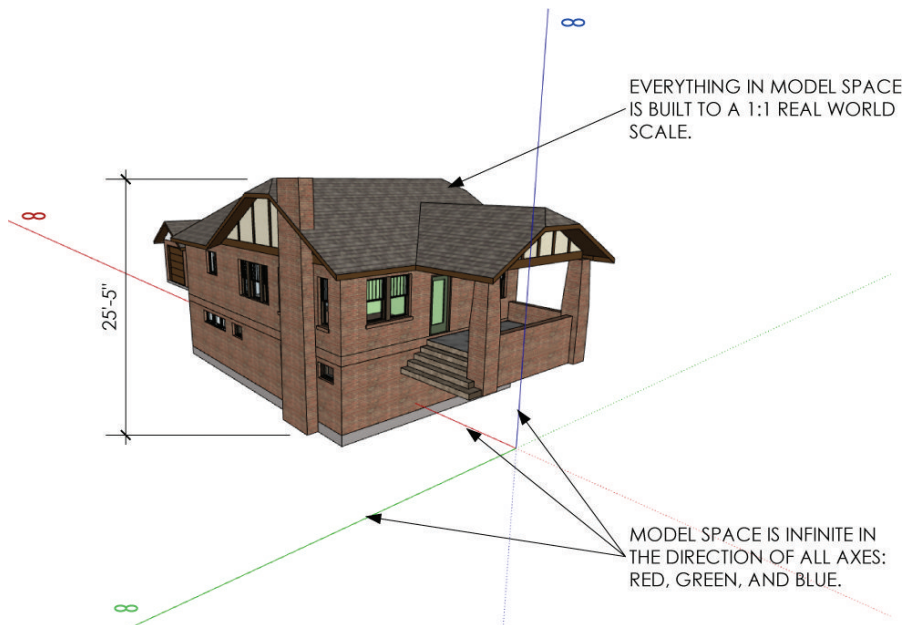 ∞
EVERYTHING IN MODEL SPACE
IS BUILT TO A 1:1 REAL WORLD
SCALE.
∞
25'-5"
MODEL SPACE IS INFINITE IN
THE DIRECTION OF ALL AXES:
RED, GREEN, AND BLUE.
∞